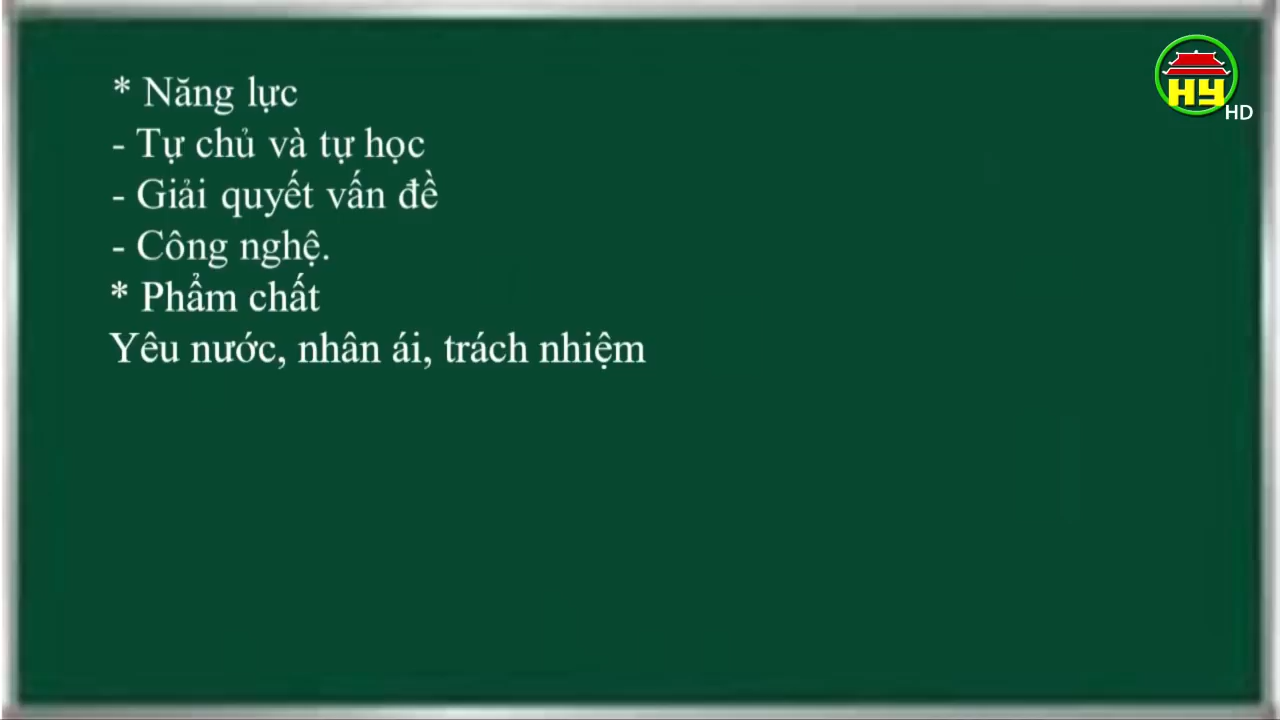 * Năng lực
- Tự chủ và tự học
- Giải quyết vấn đề
- Công nghệ.
* Phẩm chất
Yêu nước, nhân ái, trách nhiệm
HY
HD